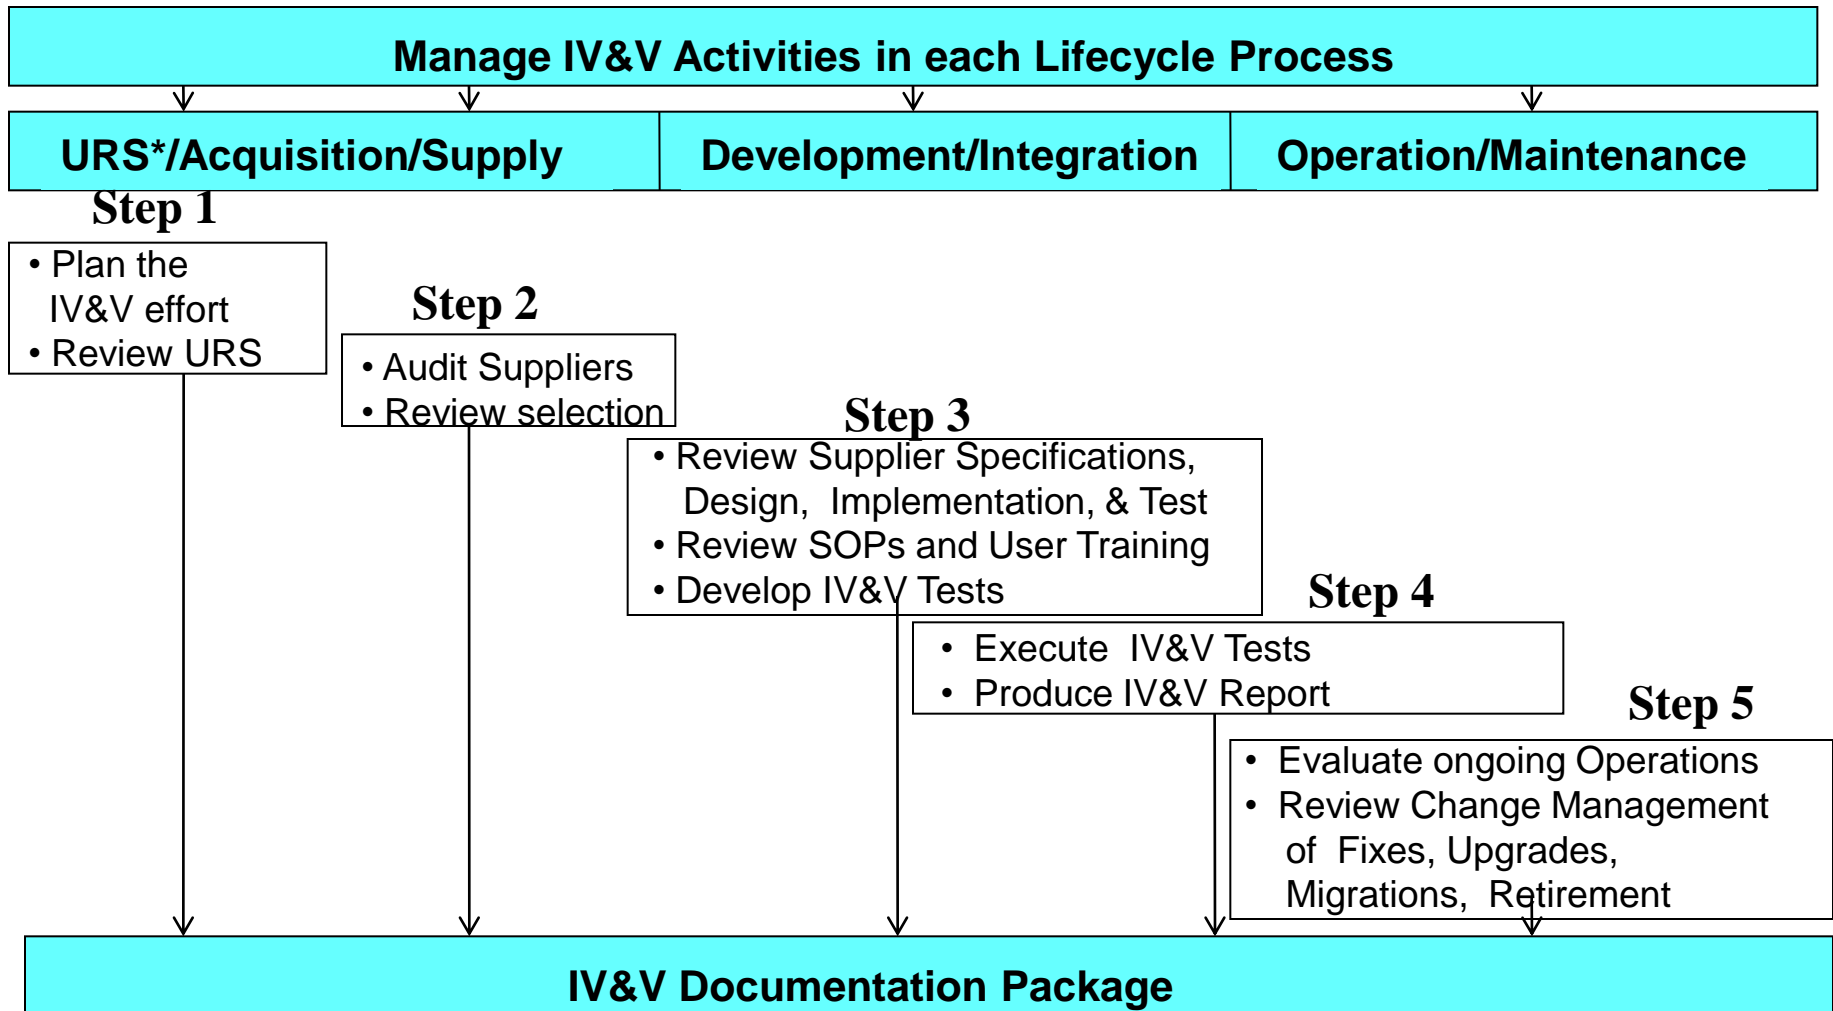 Manage IV&V Activities in each Lifecycle Process
URS*/Acquisition/Supply
Development/Integration
Operation/Maintenance
Step 1
• Plan the
IV&V effort
• Review URS
Step 2
• Audit Suppliers
• Review selection
Step 3
• Review Supplier Specifications,
Design, Implementation, & Test
• Review SOPs and User Training
• Develop IV&V Tests
Step 4
• Execute IV&V Tests
• Produce IV&V Report
Step 5
• Evaluate ongoing Operations
• Review Change Management
of Fixes, Upgrades,
Migrations, Retirement
IV&V Documentation Package